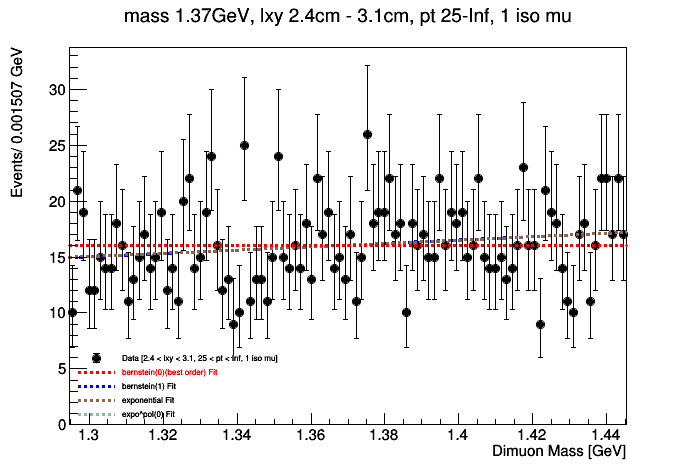 mass 1.37GeV, lxy 2.4cm - 3.1cm, pt 25-Inf, 1 iso mu
Events/ 0.001507 GeV
30
25
20
15
10
5
0
Data [2.4 < lxy < 3.1, 25 < pt < Inf, 1 iso mu]
bernstein(0)(best order) Fit
bernstein(1) Fit
exponential Fit
expo*pol(0) Fit
1.3 1.32 1.34 1.36 1.38 1.4 1.42 1.44
Dimuon Mass [GeV]